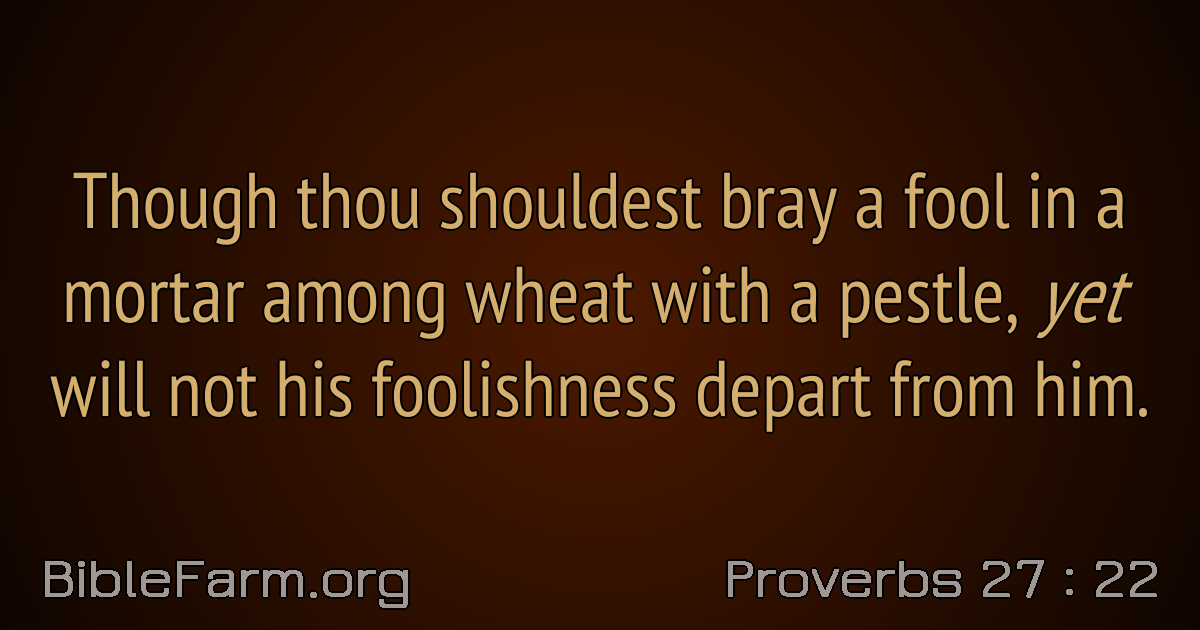 Though thou shouldest bray a fool in a
mortar among wheat with a pestle, yet
will not his foolishness depart from him.
BibleFarm.org
Proverbs 27 : 22